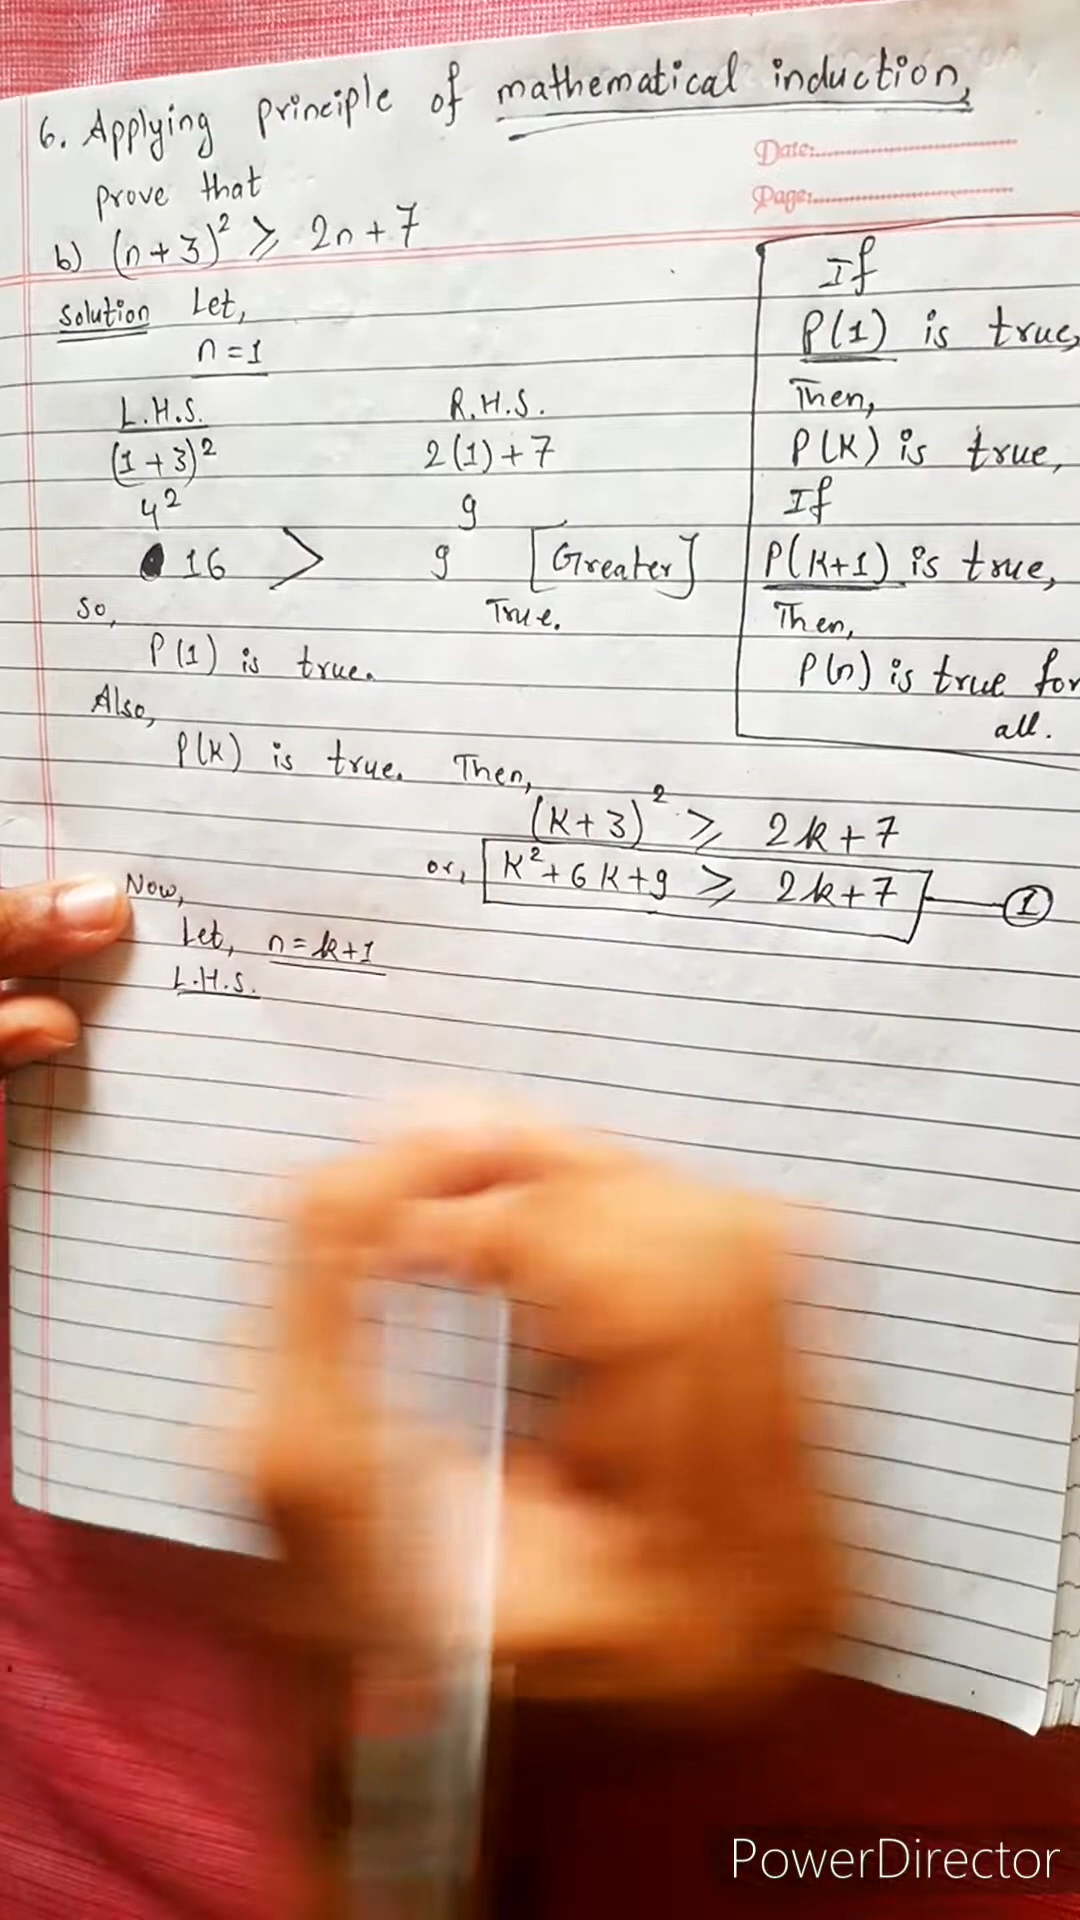 6. Applying principle of mathematical induction,
prove that
Date:
Page:
b) (n+3)² ≥ 2n+7
Solution Let,
n=1
L.H.S. R.H.S.
(1+3)² 2(1)+7
4² 9
16 > 9 [Greater]
True.
So,
P(1) is true.
Also,
P(K) is true. Then,
(K+3)² ≥ 2k+7
or, K²+6K+9 ≥ 2k+7 ①
Now,
Let, n=k+1
L.H.S.
If
P(1) is true,
Then,
P(K) is true,
If
P(K+1) is true,
Then,
P(n) is true for
all.
PowerDirector